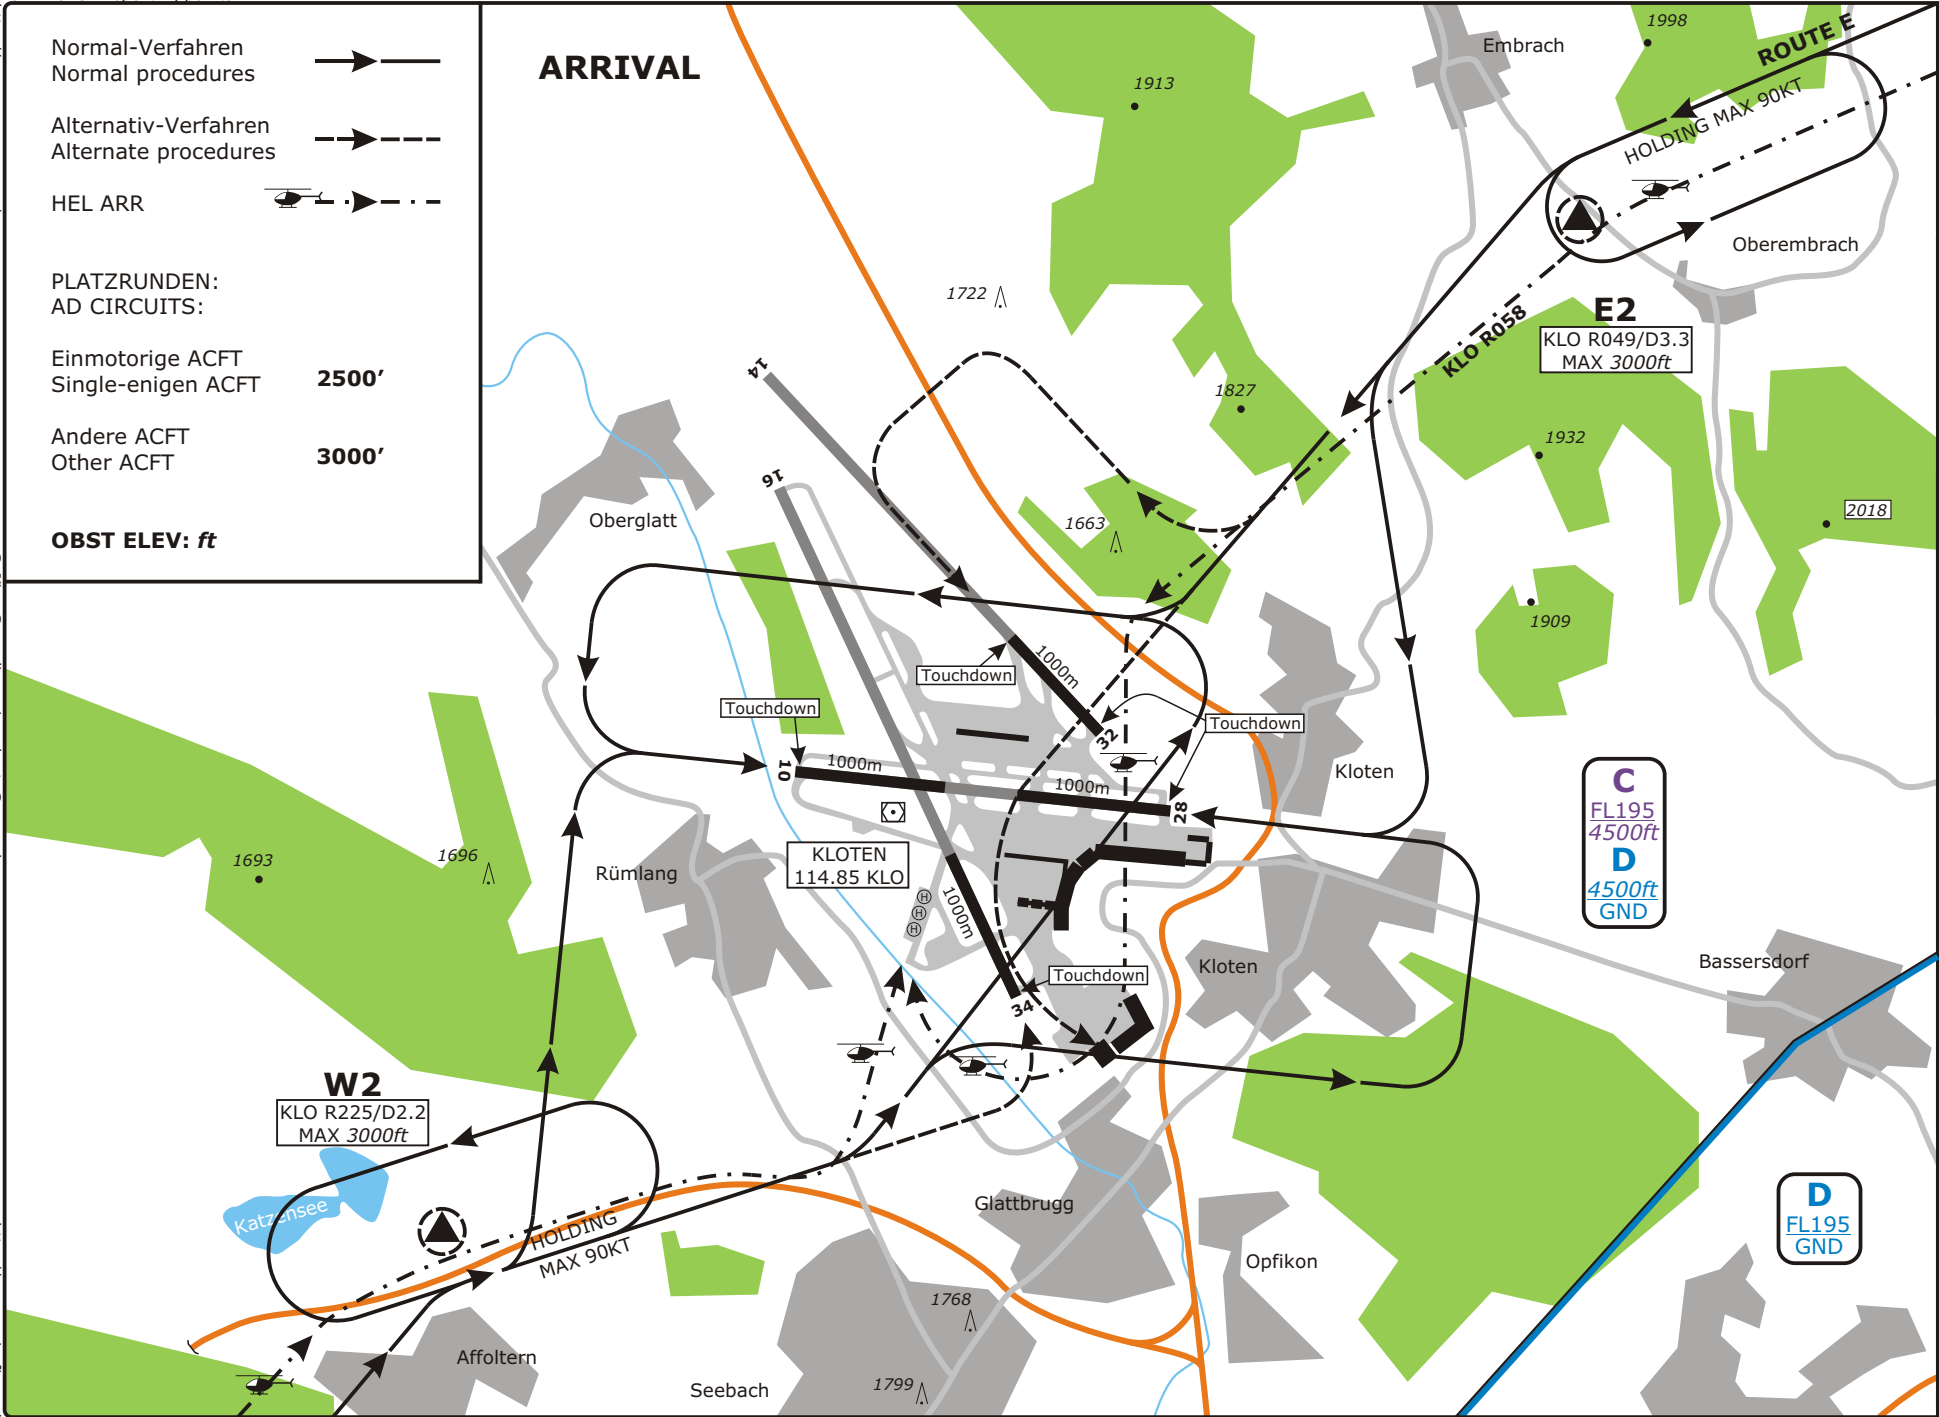 Normal-Verfahren
Normal procedures
Alternativ-Verfahren
Alternate procedures
HEL ARR
PLATZRUNDEN:
AD CIRCUITS:
Einmotorige ACFT
Single-enigen ACFT
2500’
Andere ACFT
Other ACFT
3000’
OBST ELEV: ft
ARRIVAL
1913
Embrach
1998
ROUTE E
HOLDING MAX 90KT
Oberembrach
1722
E2
KLO R049/D3.3
MAX 3000ft
KLO R058
14
1827
1932
16
Oberglatt
1663
2018
1909
1000m
Touchdown
Touchdown
Touchdown
32
10
1000m
1000m
28
Kloten
C
FL195
4500ft
D
4500ft
GND
1693
1696
Rümlang
KLOTEN
114.85 KLO
1000m
H
H
H
Touchdown
34
Kloten
Bassersdorf
W2
KLO R225/D2.2
MAX 3000ft
Katzensee
HOLDING
MAX 90KT
Glattbrugg
Opfikon
D
FL195
GND
1768
Affoltern
Seebach
1799